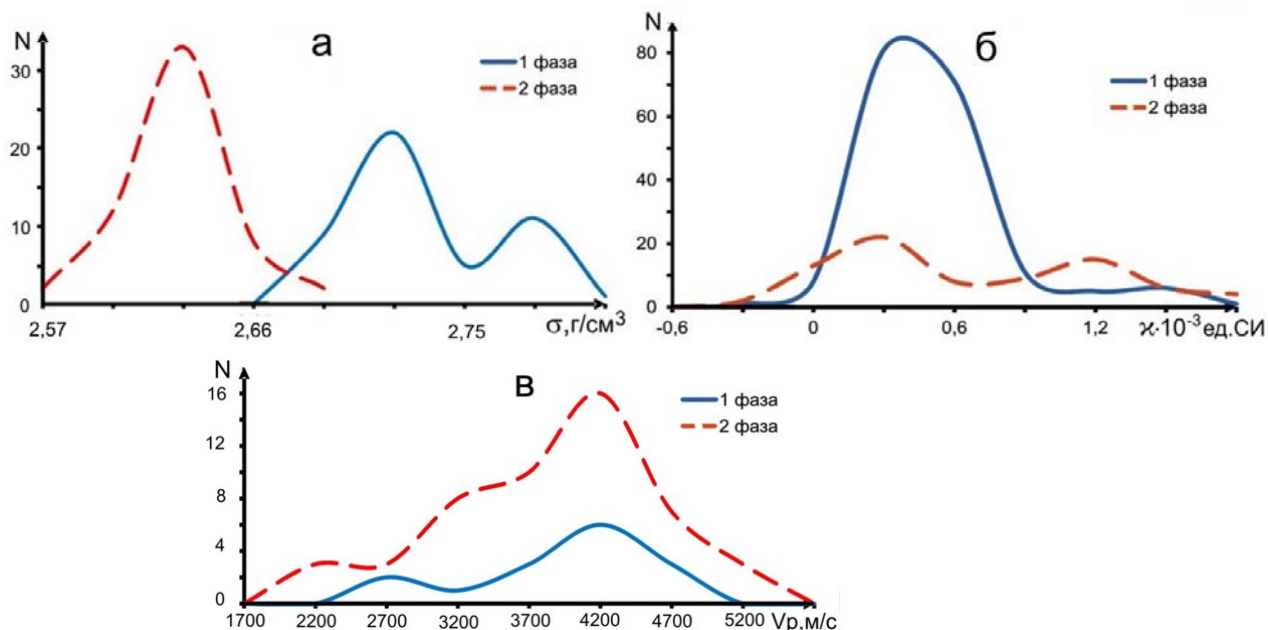 а
N
1 фаза
2 фаза
30
20
10
0
2,57
2,66
2,75
σ,г/см³
б
N
1 фаза
2 фаза
80
60
40
20
0
-0,6
0
0,6
1,2
ϰ·10⁻³ед.СИ
в
N
1 фаза
2 фаза
16
12
8
4
0
1700
2200
2700
3200
3700
4200
4700
5200
Vp,м/с